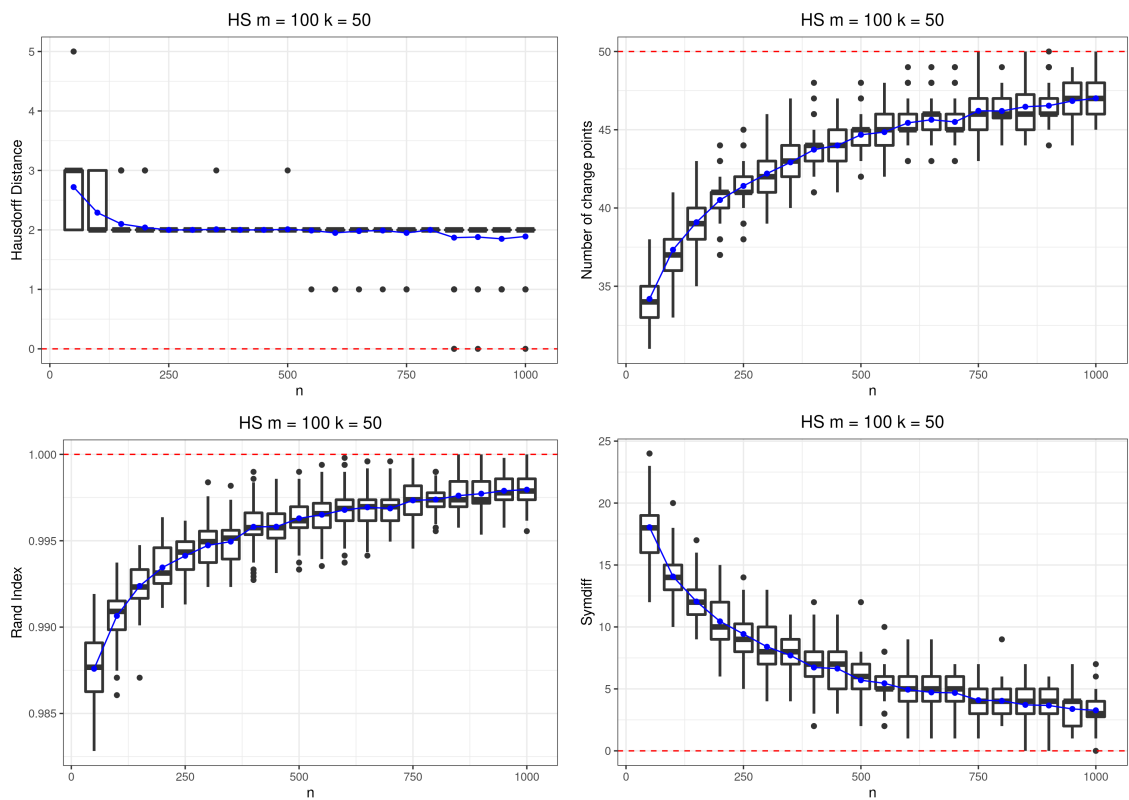 HS m = 100 k = 50
5
4
3
2
1
0
Hausdorff Distance
0 250 500 750 1000
n
HS m = 100 k = 50
50
45
40
35
Number of change points
0 250 500 750 1000
n
HS m = 100 k = 50
1.000
0.995
0.990
0.985
Rand Index
0 250 500 750 1000
n
HS m = 100 k = 50
25
20
15
10
5
0
Symdiff
0 250 500 750 1000
n